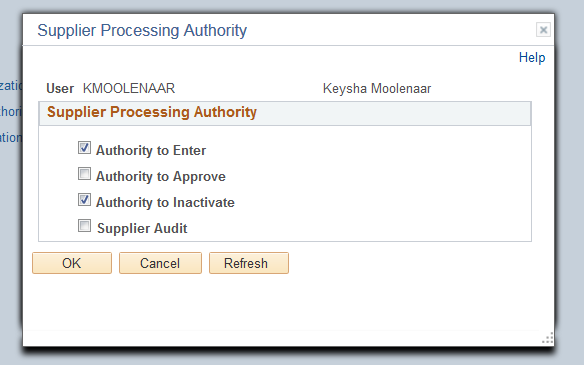 Supplier Processing Authority
Help
User KMOOLENAAR Keysha Moolenaar
Supplier Processing Authority
Authority to Enter
Authority to Approve
Authority to Inactivate
Supplier Audit
OK Cancel Refresh